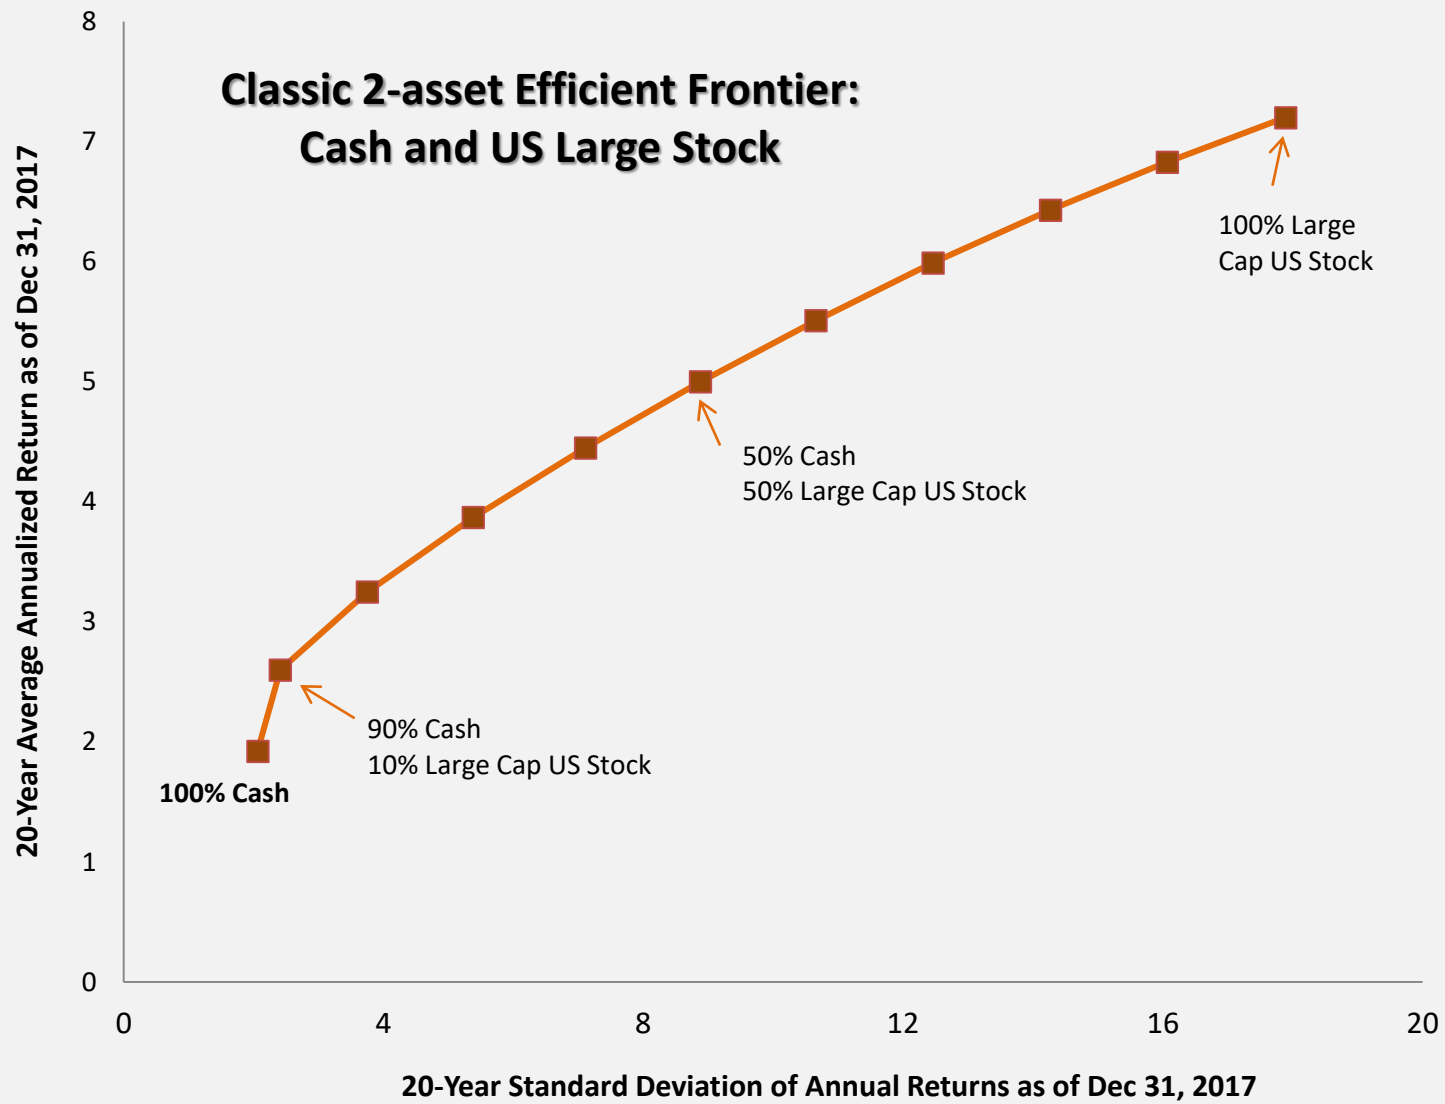 Classic 2-asset Efficient Frontier:
Cash and US Large Stock
20-Year Average Annualized Return as of Dec 31, 2017
8
7
6
5
4
3
2
1
0
100% Large
Cap US Stock
50% Cash
50% Large Cap US Stock
90% Cash
10% Large Cap US Stock
100% Cash
0 4 8 12 16 20
20-Year Standard Deviation of Annual Returns as of Dec 31, 2017